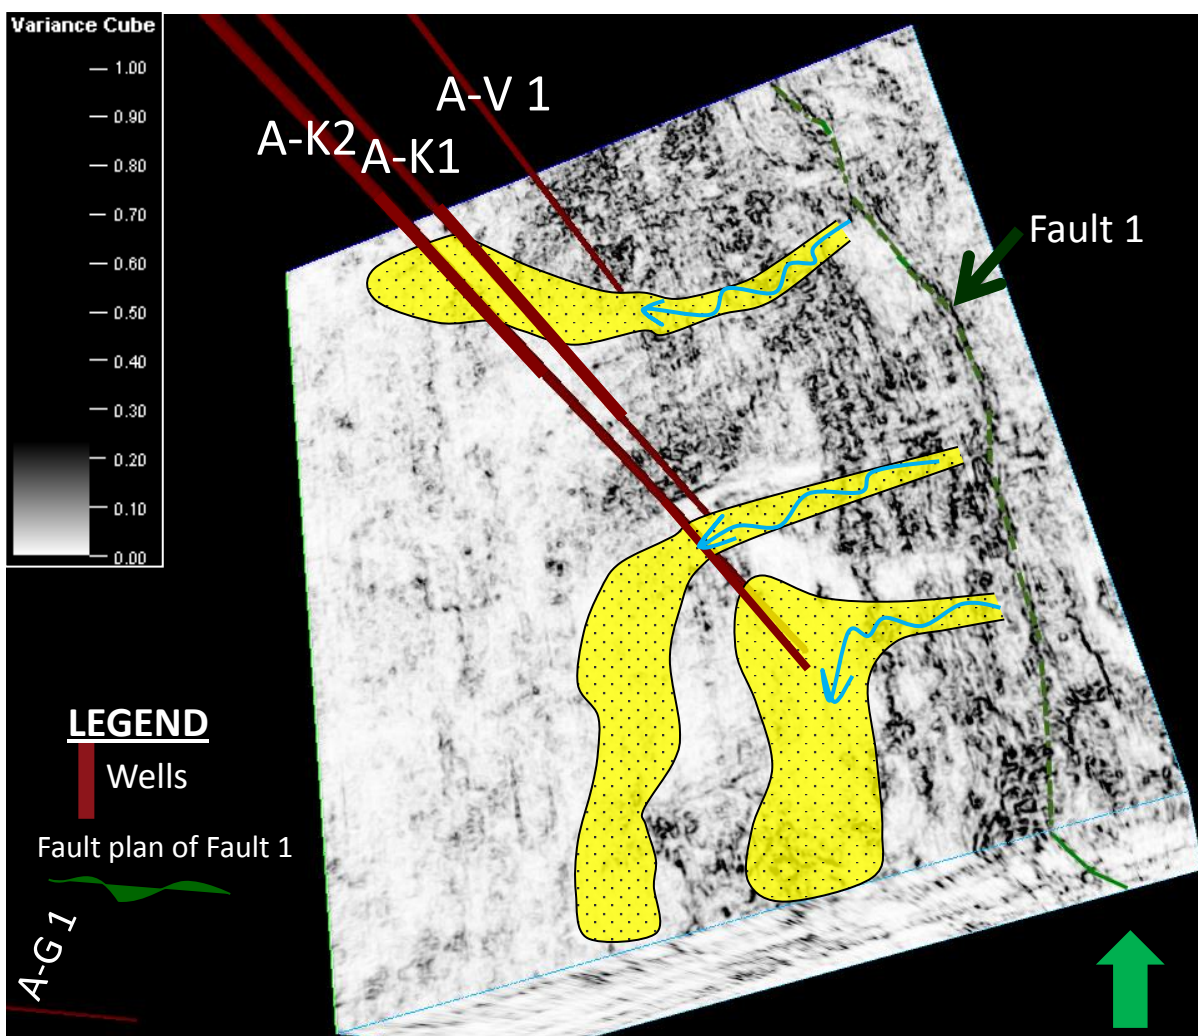 Variance Cube
1.00
0.90
0.80
0.70
0.60
0.50
0.40
0.30
0.20
0.10
0.00
A-V 1
A-K2
A-K1
Fault 1
LEGEND
Wells
Fault plan of Fault 1
A-G 1